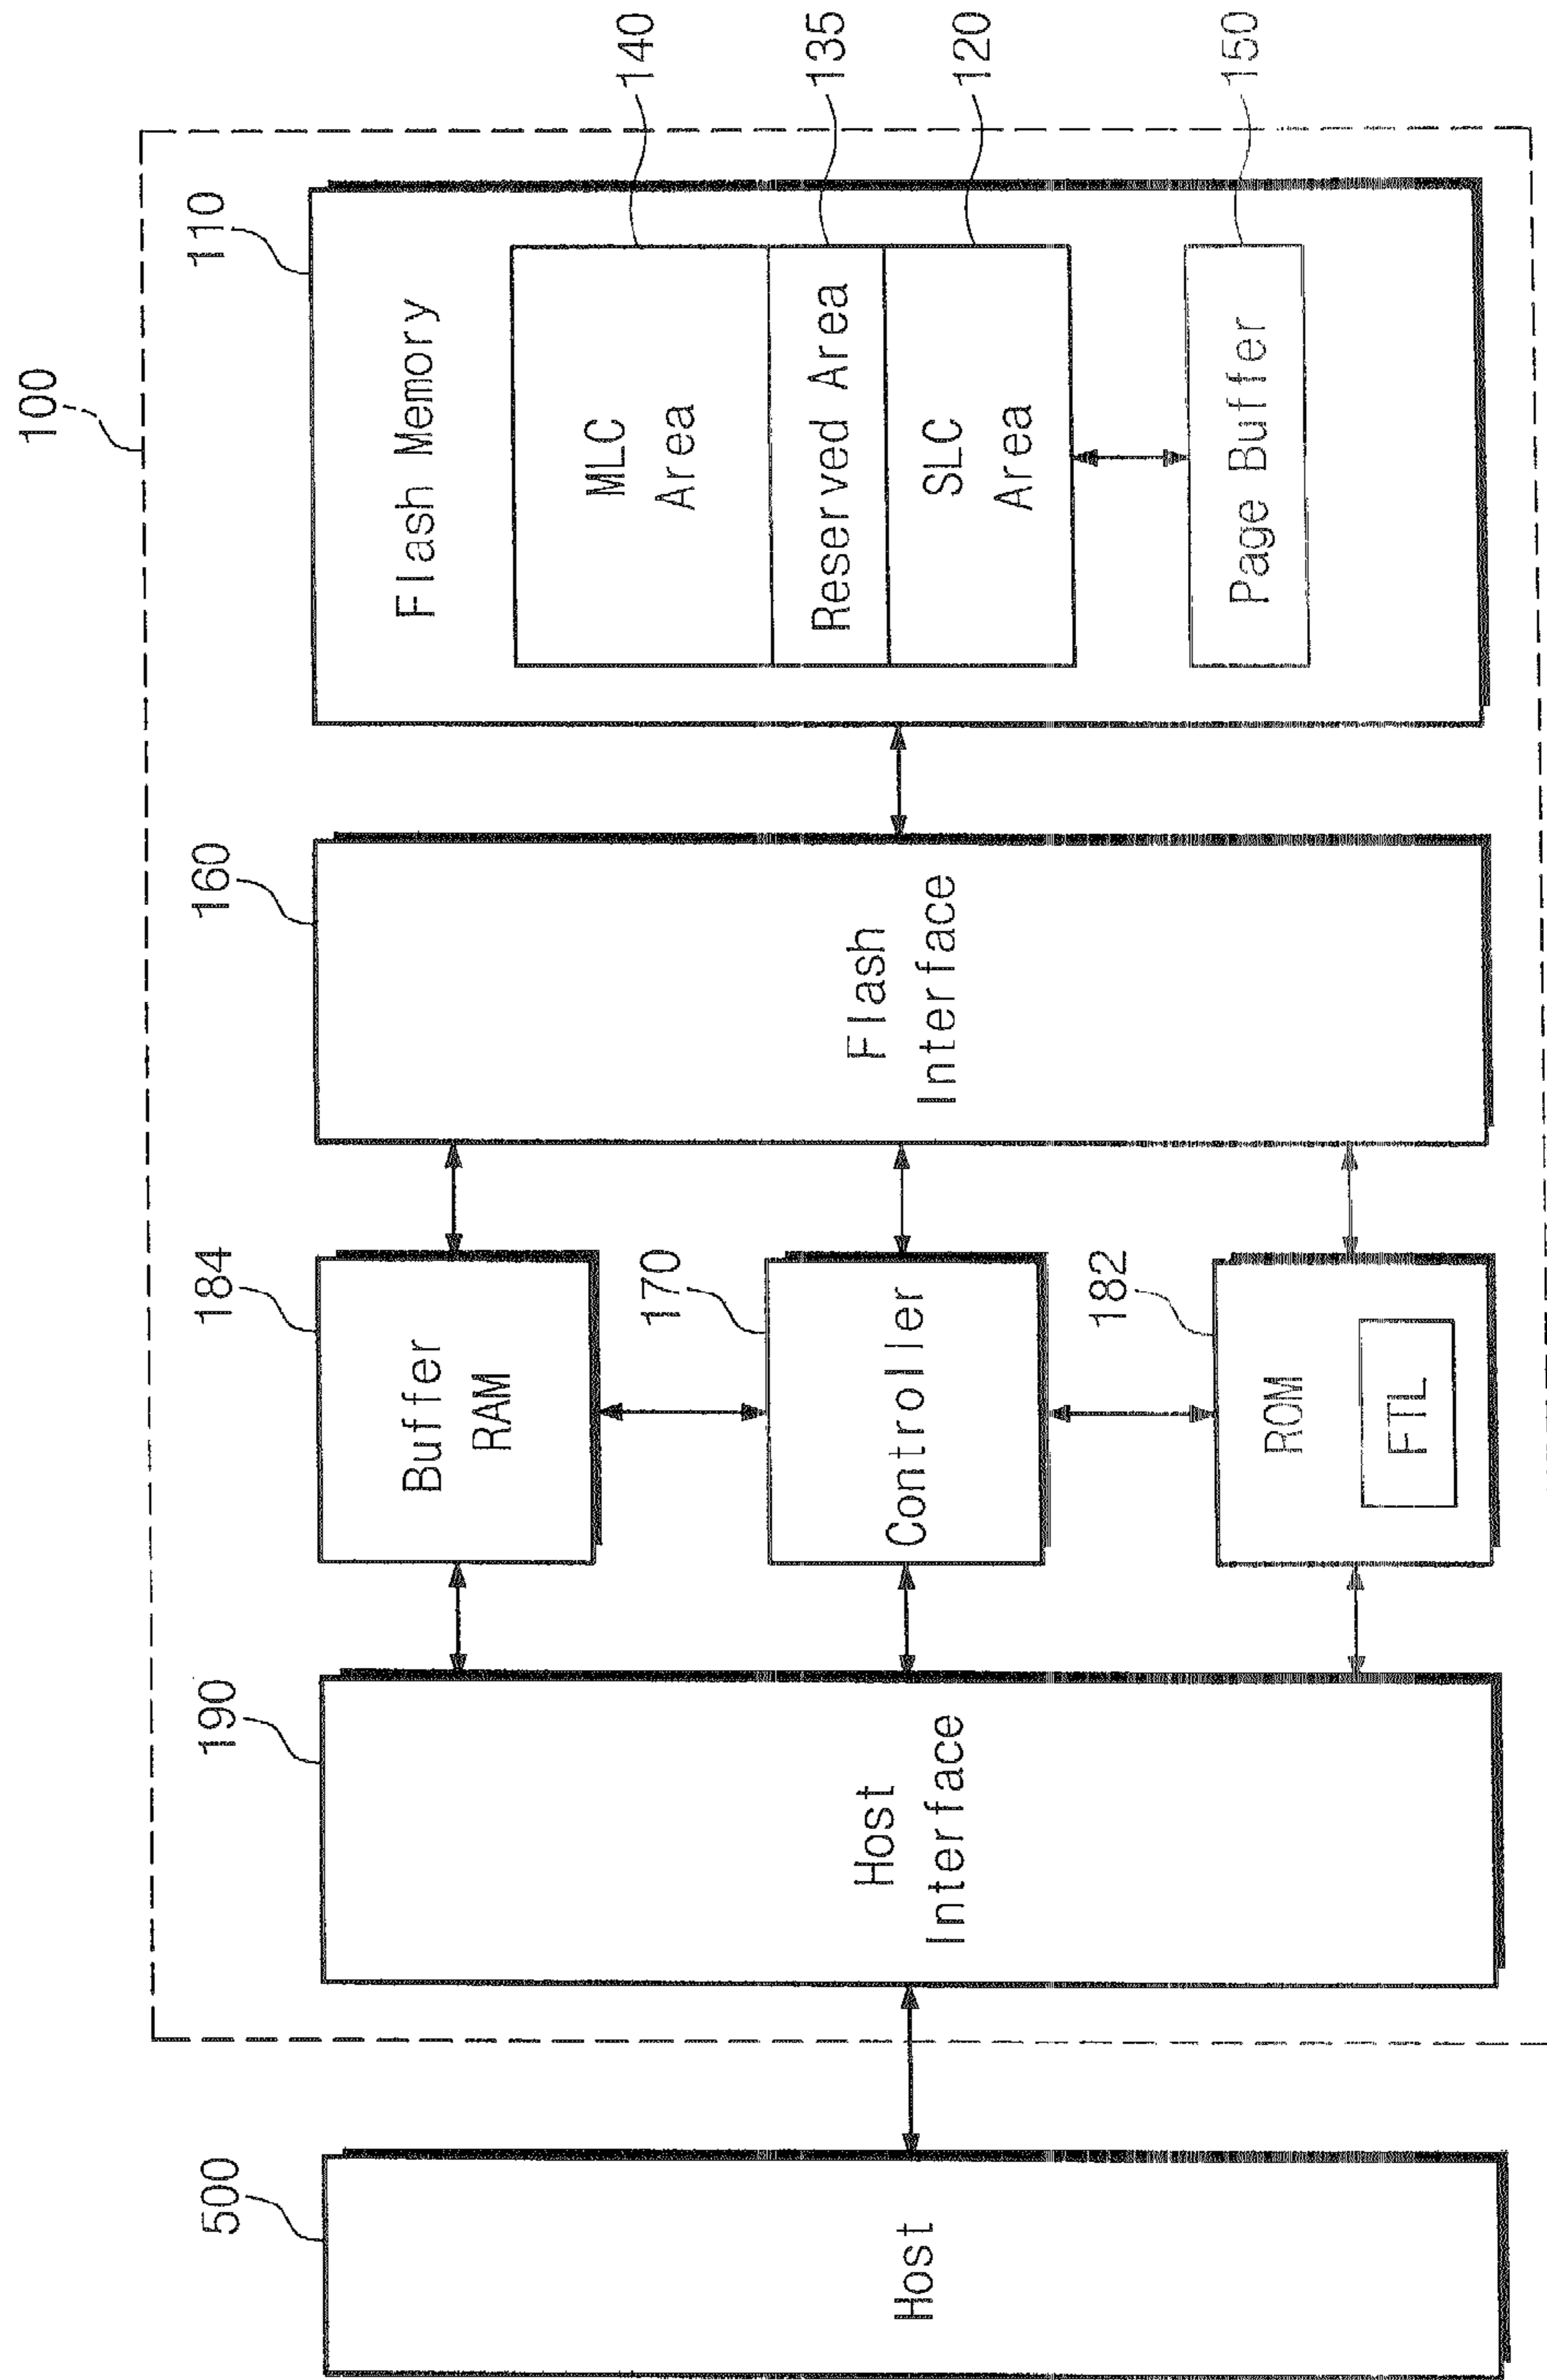 100
500
Host
190
Host
Interface
184
Buffer
RAM
170
Controller
182
ROM
FTL
160
Flash
Interface
110
Flash Memory
MLC
Area
140
Reserved Area
135
SLC
Area
120
Page Buffer
150